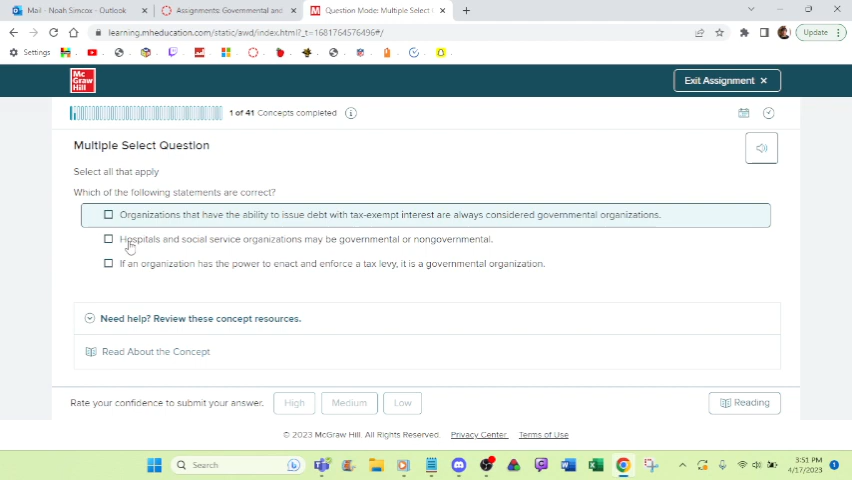 Mail - Noah Simcox - Outlook
Assignments: Governmental and
Question Mode: Multiple Select
learning.mheducation.com/static/awd/index.html?_t=1681764576496#/
Update
Settings
Mc
Graw
Hill
Exit Assignment
1 of 41 Concepts completed
Multiple Select Question
Select all that apply
Which of the following statements are correct?
Organizations that have the ability to issue debt with tax-exempt interest are always considered governmental organizations.
Hospitals and social service organizations may be governmental or nongovernmental.
If an organization has the power to enact and enforce a tax levy, it is a governmental organization.
Need help? Review these concept resources.
Read About the Concept
Rate your confidence to submit your answer.
High
Medium
Low
Reading
© 2023 McGraw Hill. All Rights Reserved.
Privacy Center
Terms of Use
Search
3:51 PM
4/17/2023